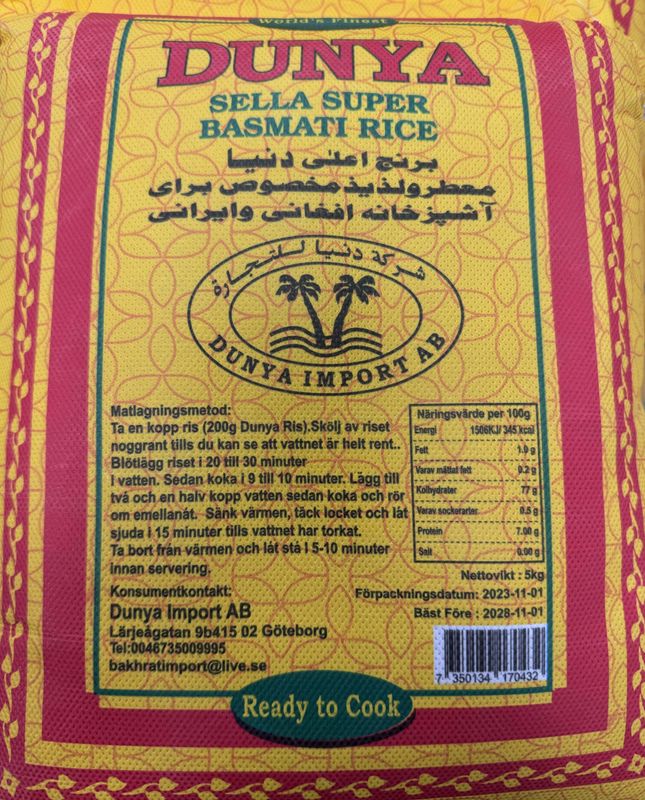 World's Finest
DUNYA
SELLA SUPER
BASMATI RICE
برنج اعلی دنیا
معطر ولذیذ مخصوص برای
آشپزخانه افغانی وایرانی
شركة دنيا للتجارة
DUNYA IMPORT AB
Matlagningsmetod:
Ta en kopp ris (200g Dunya Ris).Skölj av riset
noggrant tills du kan se att vattnet är helt rent..
Blötlägg riset i 20 till 30 minuter
I vatten. Sedan koka i 9 till 10 minuter. Lägg till
två och en halv kopp vatten sedan koka och rör
om emellanåt. Sänk värmen, täck locket och låt
sjuda i 15 minuter tills vattnet har torkat.
Ta bort från värmen och låt stå i 5-10 minuter
innan servering.
Näringsvärde per 100g
Energi 1506KJ/ 345 kcal
Fett 1.0 g
Varav mättat fett 0.2 g
Kolhydrater 77 g
Varav sockerarter 0.5 g
Protein 7.00 g
Salt 0.00 g
Nettovikt : 5kg
Förpackningsdatum: 2023-11-01
Bäst Före : 2028-11-01
Konsumentkontakt:
Dunya Import AB
Lärjeågatan 9b415 02 Göteborg
Tel:0046735009995
bakhratimport@live.se
7 350134 170432
Ready to Cook